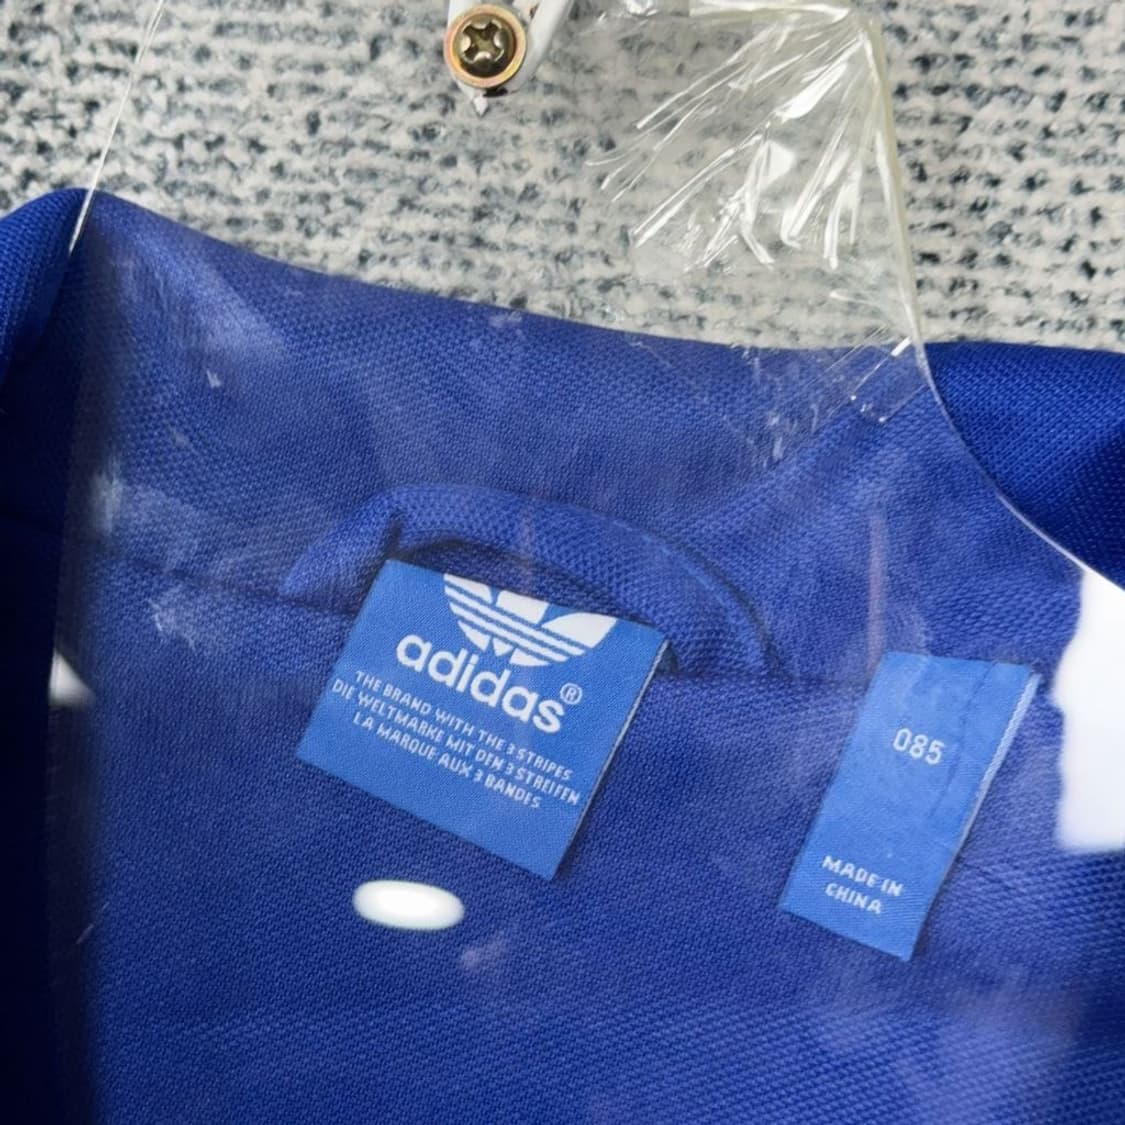 adidas®
THE BRAND WITH THE 3 STRIPES
DIE WELTMARKE MIT DEN 3 STREIFEN
LA MARQUE AUX 3 BANDES
085
MADE IN
CHINA